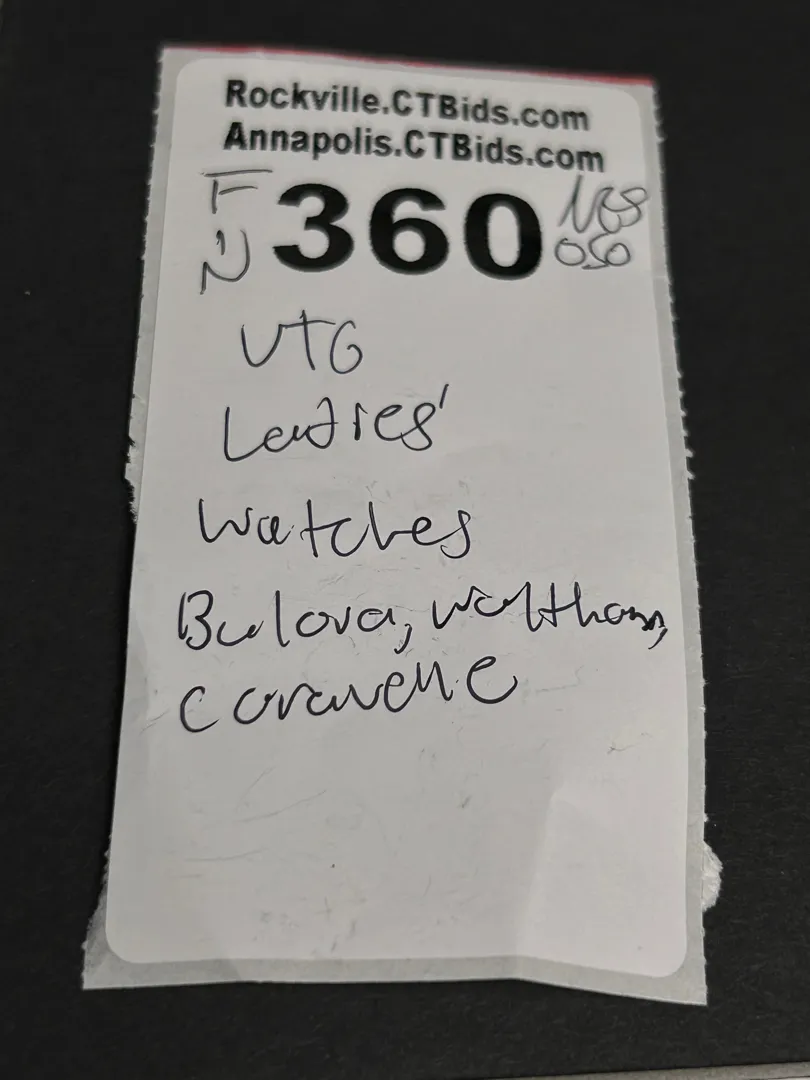 Rockville.CTBids.com
Annapolis.CTBids.com
360
VTG
Ladies'
Watches
Bulova, Waltham,
Caravelle